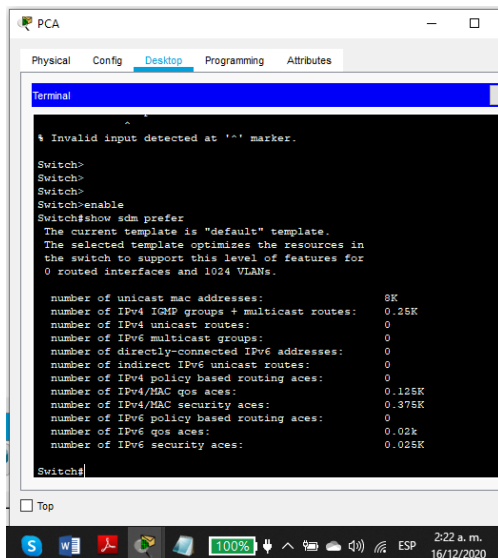 PCA
Physical Config Desktop Programming Attributes
Terminal
^
% Invalid input detected at '^' marker.
Switch>
Switch>
Switch>
Switch>enable
Switch#show sdm prefer
The current template is "default" template.
The selected template optimizes the resources in
the switch to support this level of features for
0 routed interfaces and 1024 VLANs.
number of unicast mac addresses: 8K
number of IPv4 IGMP groups + multicast routes: 0.25K
number of IPv4 unicast routes: 0
number of IPv6 multicast groups: 0
number of directly-connected IPv6 addresses: 0
number of indirect IPv6 unicast routes: 0
number of IPv4 policy based routing aces: 0
number of IPv4/MAC qos aces: 0.125K
number of IPv4/MAC security aces: 0.375K
number of IPv6 policy based routing aces: 0
number of IPv6 qos aces: 0.02k
number of IPv6 security aces: 0.025K
Switch#
Top
100% ESP 2:22 a. m.
16/12/2020